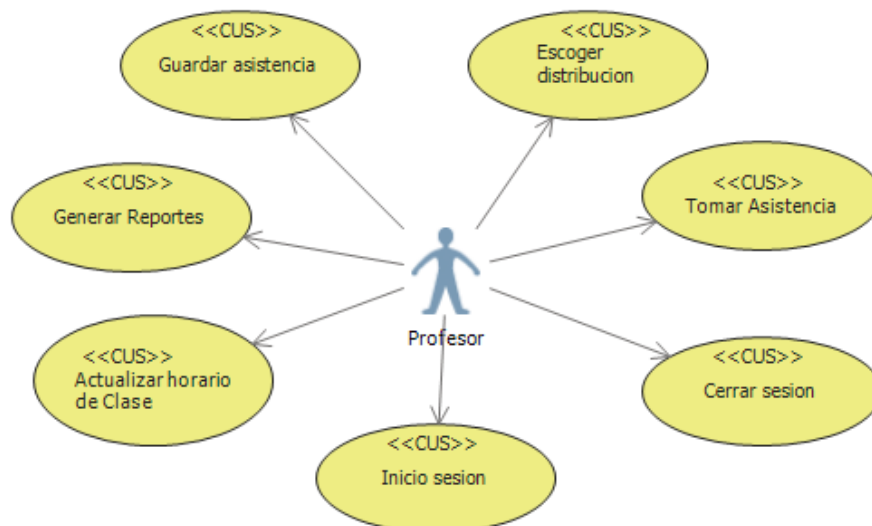 <<CUS>>
Guardar asistencia
<<CUS>>
Escoger
distribucion
<<CUS>>
Generar Reportes
<<CUS>>
Tomar Asistencia
Profesor
<<CUS>>
Actualizar horario
de Clase
<<CUS>>
Cerrar sesion
<<CUS>>
Inicio sesion